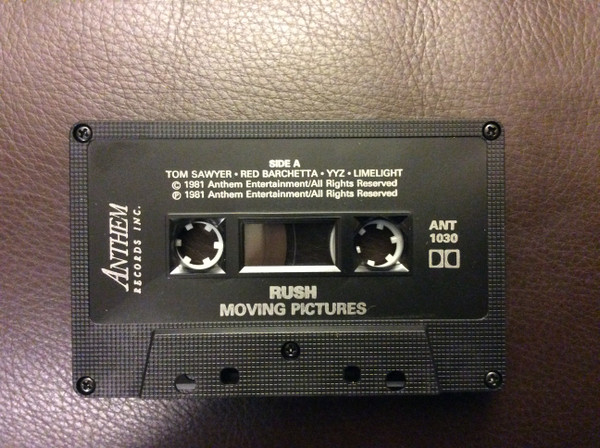 SIDE A
TOM SAWYER • RED BARCHETTA • YYZ • LIMELIGHT
© 1981 Anthem Entertainment/All Rights Reserved
℗ 1981 Anthem Entertainment/All Rights Reserved
ANTHEM
RECORDS INC.
ANT
1030
RUSH
MOVING PICTURES